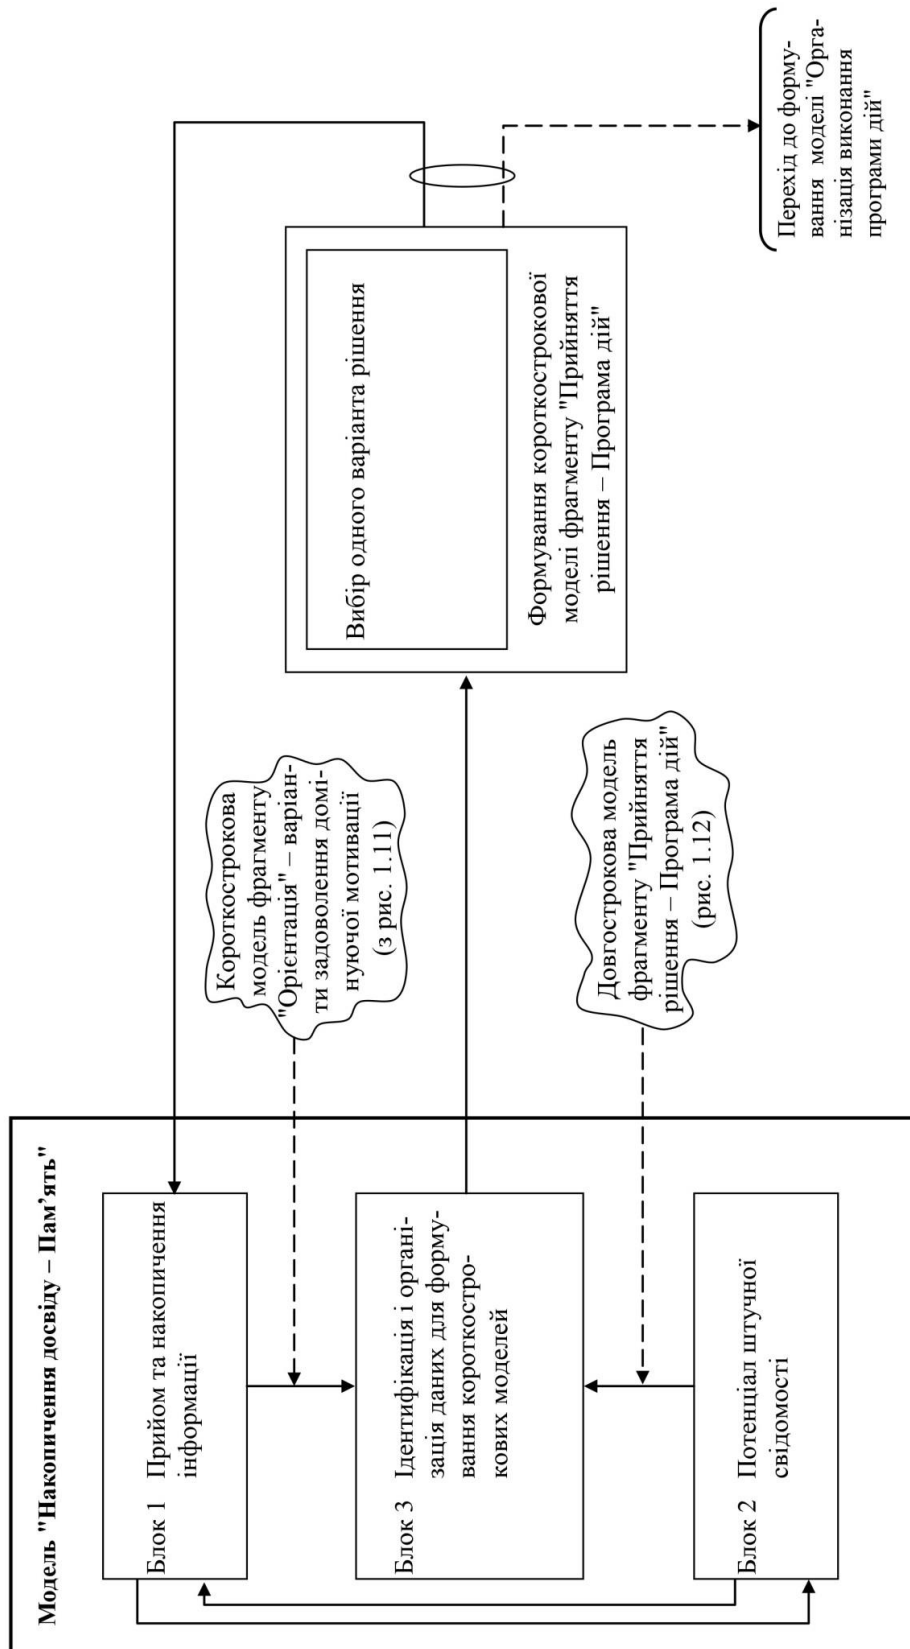 Модель "Накопичення досвіду – Пам’ять"
Блок 1 Прийом та накопичення
інформації
Блок 3 Ідентифікація і органі-
зація даних для форму-
вання короткостро-
кових моделей
Блок 2 Потенціал штучної
свідомості
Короткострокова
модель фрагменту
"Орієнтація" – варіан-
ти задоволення домі-
нуючої мотивації
(з рис. 1.11)
Довгострокова модель
фрагменту "Прийняття
рішення – Програма дій"
(рис. 1.12)
Вибір одного варіанта рішення
Формування короткострокової
моделі фрагменту "Прийняття
рішення – Програма дій"
Перехід до форму-
вання моделі "Орга-
нізація виконання
програми дій"